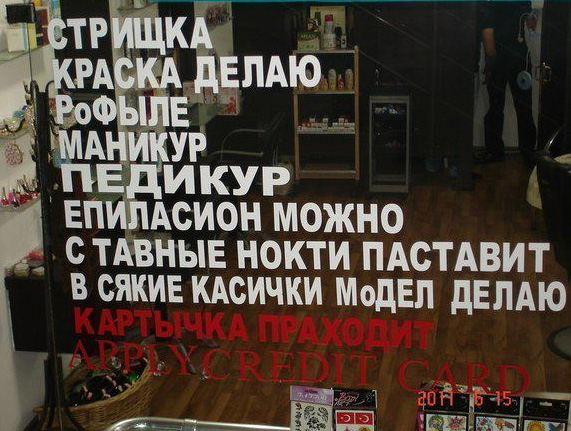 СТРИЩКА
КРАСКА ДЕЛАЮ
РоФЫЛЕ
МАНИКУР
ПЕДИКУР
ЕПИЛАСИОН МОЖНО
С ТАВНЫЕ НОКТИ ПАСТАВИТ
В СЯКИЕ КАСИЧКИ МоДЕЛ ДЕЛАЮ
КАРТЫЧКА ПРАХОДИТ
APPLYCREDIT CARD
2011 6 15